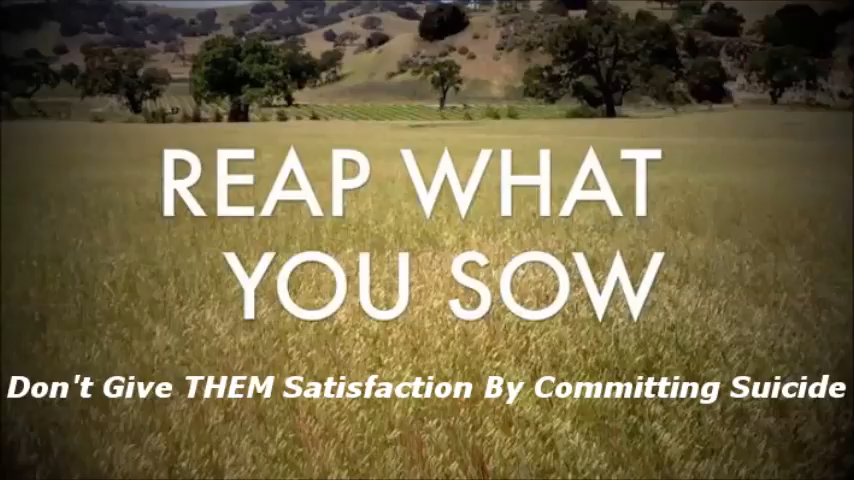 REAP WHAT
YOU SOW
Don't Give THEM Satisfaction By Committing Suicide